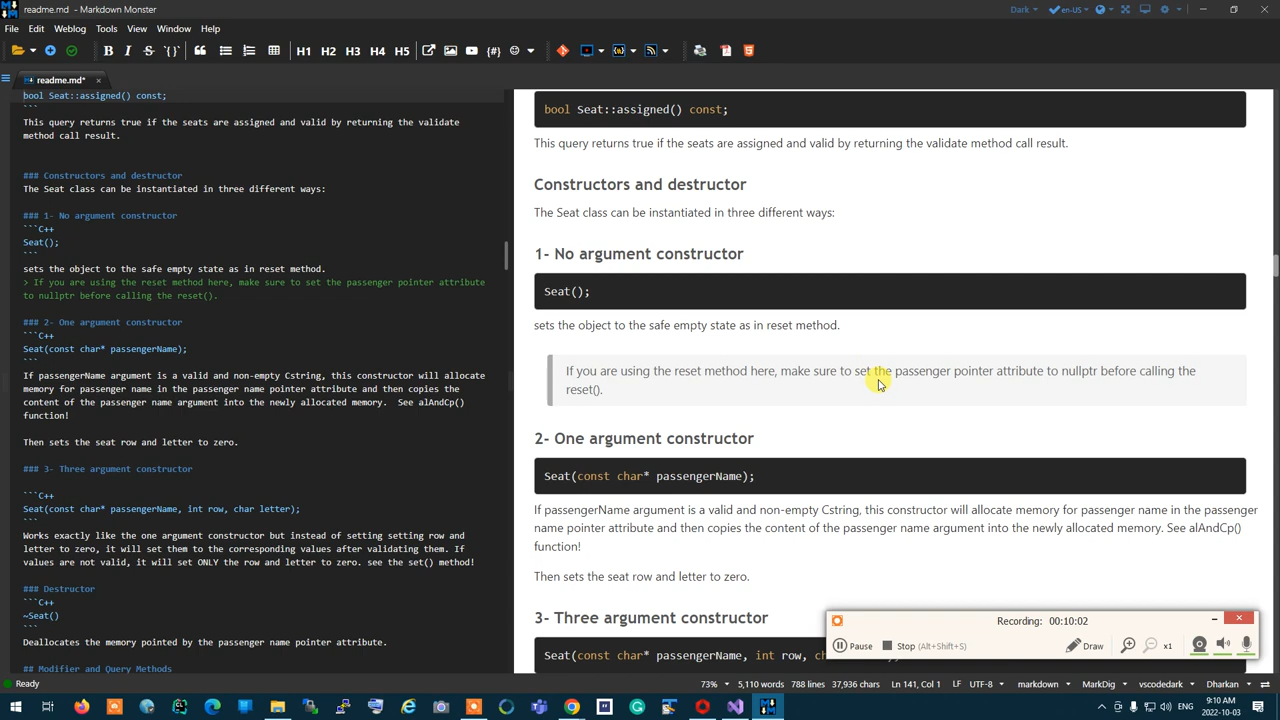 readme.md* - Markdown Monster
Dark
en-US
File Edit Weblog Tools View Window Help
B I S H1 H2 H3 H4 H5 {#}
readme.md*
bool Seat::assigned() const;
```
This query returns true if the seats are assigned and valid by returning the validate
method call result.
### Constructors and destructor
The Seat class can be instantiated in three different ways:
### 1- No argument constructor
```C++
Seat();
```
sets the object to the safe empty state as in reset method.
> If you are using the reset method here, make sure to set the passenger pointer attribute
to nullptr before calling the reset().
### 2- One argument constructor
```C++
Seat(const char* passengerName);
```
If passengerName argument is a valid and non-empty Cstring, this constructor will allocate
memory for passenger name in the passenger name pointer attribute and then copies the
content of the passenger name argument into the newly allocated memory.  See alAndCp()
function!
Then sets the seat row and letter to zero.
### 3- Three argument constructor
```C++
Seat(const char* passengerName, int row, char letter);
```
Works exactly like the one argument constructor but instead of setting setting row and
letter to zero, it will set them to the corresponding values after validating them. If
values are not valid, it will set ONLY the row and letter to zero. see the set() method!
### Destructor
```C++
~Seat()
```
Deallocates the memory pointed by the passenger name pointer attribute.
## Modifier and Query Methods
bool Seat::assigned() const;
This query returns true if the seats are assigned and valid by returning the validate method call result.
Constructors and destructor
The Seat class can be instantiated in three different ways:
1- No argument constructor
Seat();
sets the object to the safe empty state as in reset method.
If you are using the reset method here, make sure to set the passenger pointer attribute to nullptr before calling the
reset().
2- One argument constructor
Seat(const char* passengerName);
If passengerName argument is a valid and non-empty Cstring, this constructor will allocate memory for passenger name in the passenger
name pointer attribute and then copies the content of the passenger name argument into the newly allocated memory. See alAndCp()
function!
Then sets the seat row and letter to zero.
3- Three argument constructor
Seat(const char* passengerName, int row, ch
Recording: 00:10:02
Pause Stop (Alt+Shift+S) Draw x1
Ready 73% 5,110 words 788 lines 37,936 chars Ln 141, Col 1 LF UTF-8 markdown MarkDig vscodedark Dharkan
ENG 9:10 AM
2022-10-03